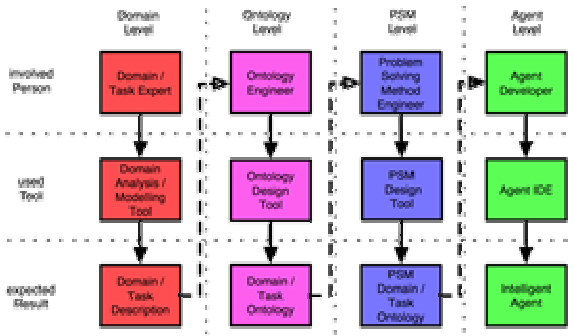 Domain
Level
Ontology
Level
PSM
Level
Agent
Level
involved
Person
Domain /
Task Expert
Ontology
Engineer
Problem
Solving
Method
Engineer
Agent
Developer
used
Tool
Domain
Analysis /
Modelling
Tool
Ontology
Design
Tool
PSM
Design Tool
Agent IDE
expected
Result
Domain /
Task
Description
Domain /
Task
Ontology
PSM
Domain /
Task
Ontology
Intelligent
Agent